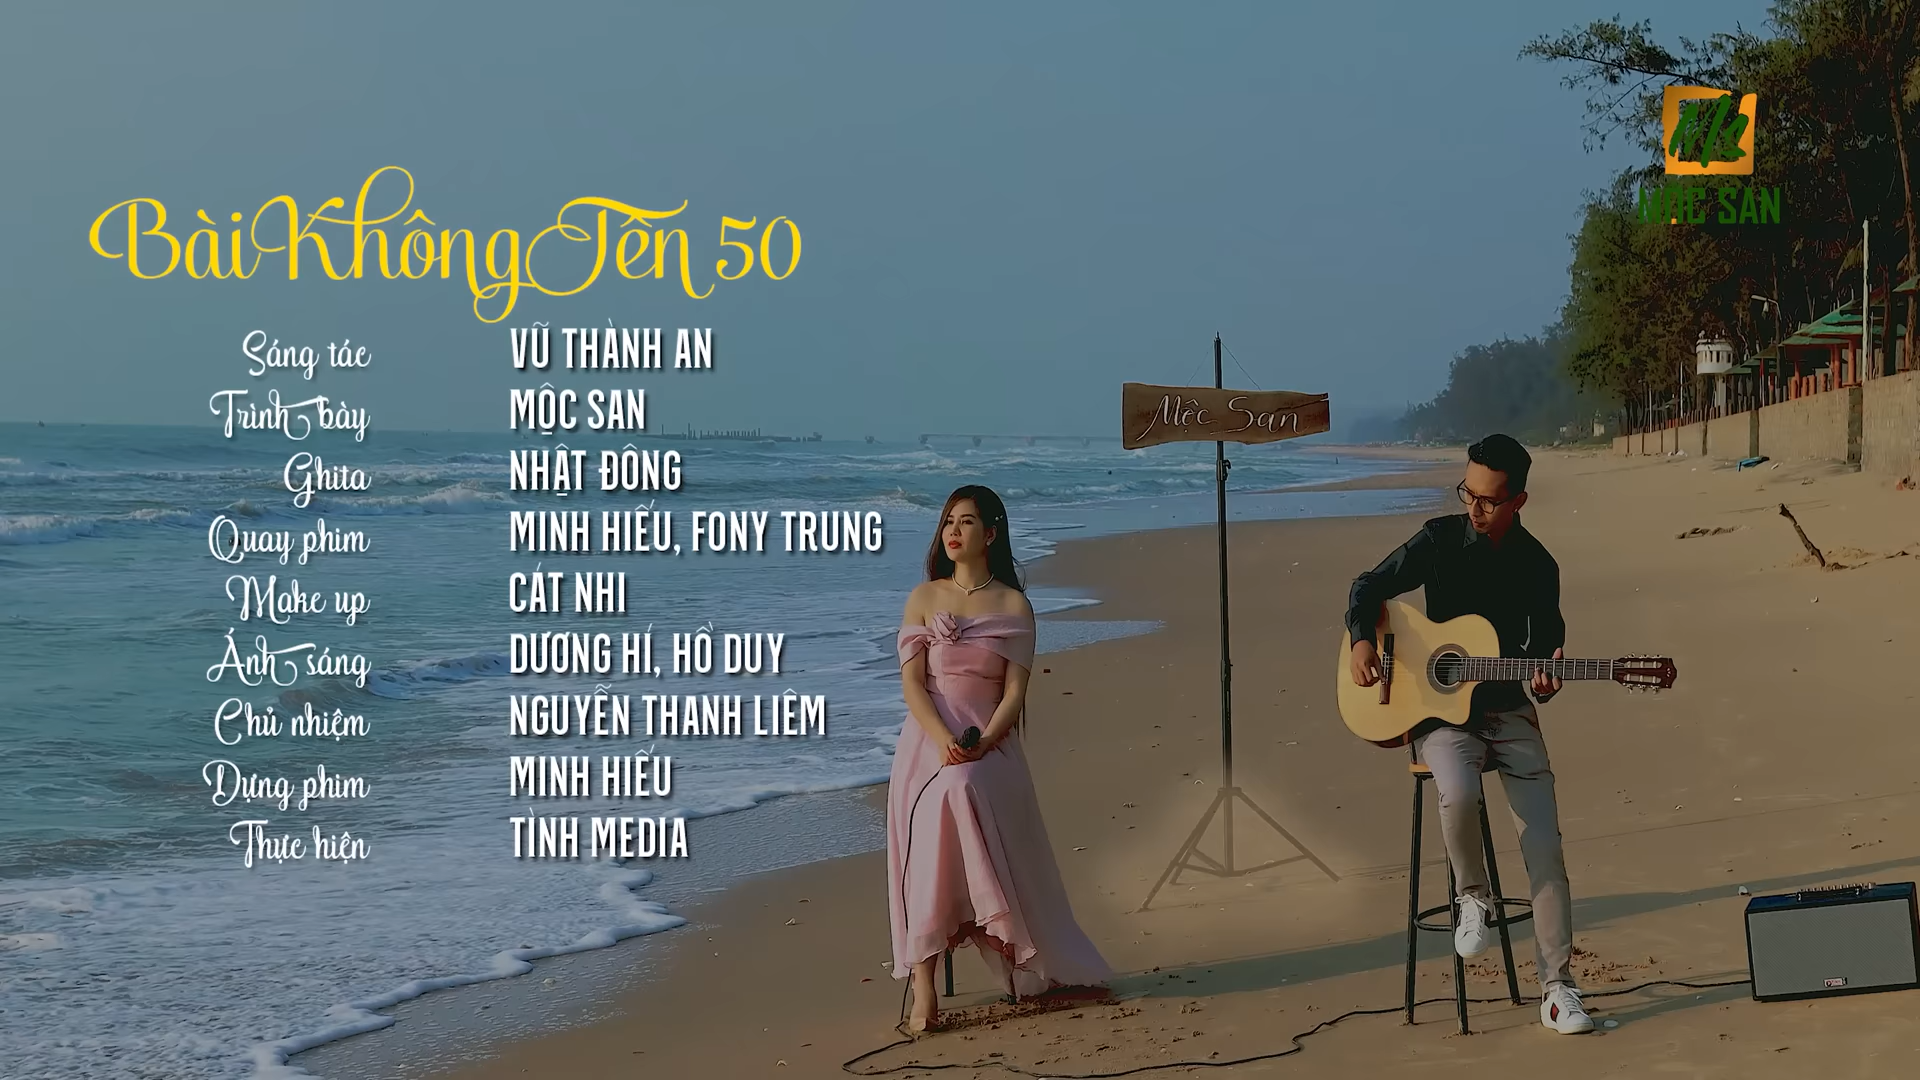 Ms
MỘC SAN
Bài Không Tên 50
Sáng tác VŨ THÀNH AN
Trình bày MỘC SAN
Mộc San
Ghita NHẬT ĐÔNG
Quay phim MINH HIẾU, FONY TRUNG
Make up CÁT NHI
Ánh sáng DƯƠNG HÍ, HỒ DUY
Chủ nhiệm NGUYỄN THANH LIÊM
Dựng phim MINH HIẾU
Thực hiện TÌNH MEDIA